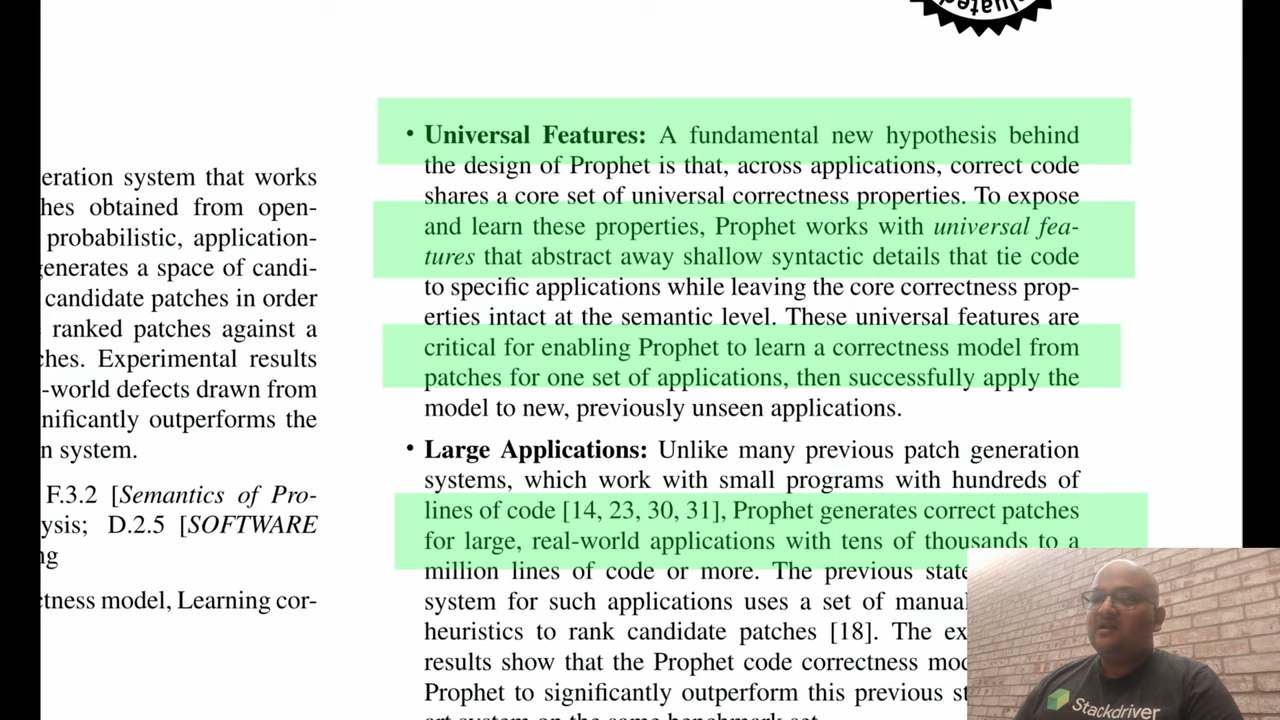 eration system that works
hes obtained from open-
probabilistic, application-
enerates a space of candi-
candidate patches in order
ranked patches against a
hes. Experimental results
-world defects drawn from
nificantly outperforms the
n system.
F.3.2 [Semantics of Pro-
ysis; D.2.5 [SOFTWARE
ng
tness model, Learning cor-
• Universal Features: A fundamental new hypothesis behind
the design of Prophet is that, across applications, correct code
shares a core set of universal correctness properties. To expose
and learn these properties, Prophet works with universal fea-
tures that abstract away shallow syntactic details that tie code
to specific applications while leaving the core correctness prop-
erties intact at the semantic level. These universal features are
critical for enabling Prophet to learn a correctness model from
patches for one set of applications, then successfully apply the
model to new, previously unseen applications.
• Large Applications: Unlike many previous patch generation
systems, which work with small programs with hundreds of
lines of code [14, 23, 30, 31], Prophet generates correct patches
for large, real-world applications with tens of thousands to a
million lines of code or more. The previous state
system for such applications uses a set of manual
heuristics to rank candidate patches [18]. The ex
results show that the Prophet code correctness mod
Prophet to significantly outperform this previous st
art system on the same benchmark set.
Stackdriver